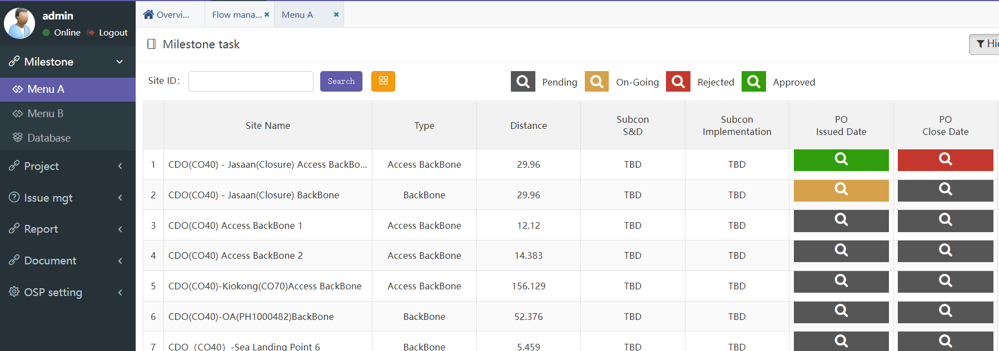 admin
Online Logout
Milestone
Menu A
Menu B
Database
Project
Issue mgt
Report
Document
OSP setting
Overvi... Flow mana... Menu A
Milestone task
Site ID: Search Pending On-Going Rejected Approved
Site Name Type Distance Subcon S&D Subcon Implementation PO Issued Date PO Close Date
1 CDO(CO40) - Jasaan(Closure) Access BackBo... Access BackBone 29.96 TBD TBD
2 CDO(CO40) - Jasaan(Closure) BackBone BackBone 29.96 TBD TBD
3 CDO(CO40) Access BackBone 1 Access BackBone 12.12 TBD TBD
4 CDO(CO40) Access BackBone 2 Access BackBone 14.383 TBD TBD
5 CDO(CO40)-Kiokong(CO70)Access BackBone Access BackBone 156.129 TBD TBD
6 CDO(CO40)-OA(PH1000482)BackBone BackBone 52.376 TBD TBD
7 CDO（CO40）-Sea Landing Point 6 BackBone 5.459 TBD TBD